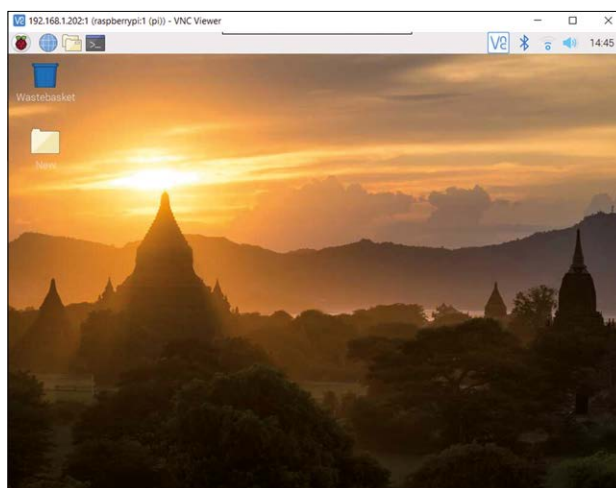 192.168.1.202:1 (raspberrypi:1 (pi)) - VNC Viewer
14:45
Wastebasket
New